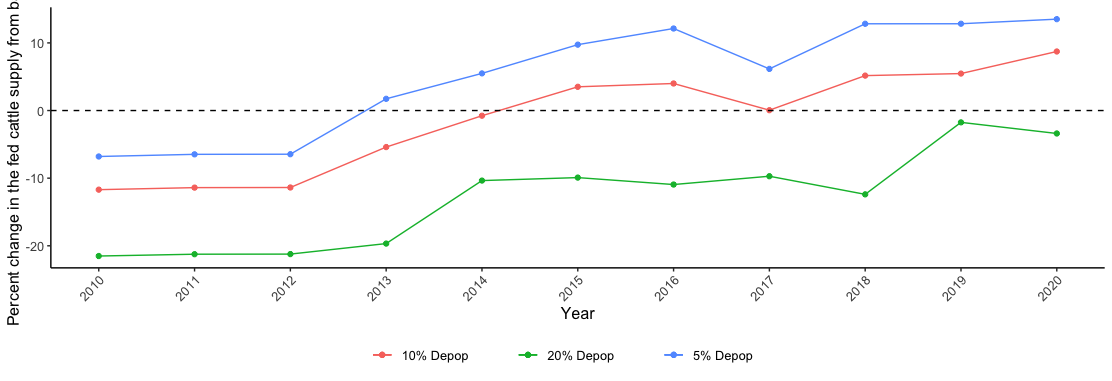 Percent change in the fed cattle supply from b
10
0
-10
-20
2010 2011 2012 2013 2014 2015 2016 2017 2018 2019 2020
Year
10% Depop 20% Depop 5% Depop